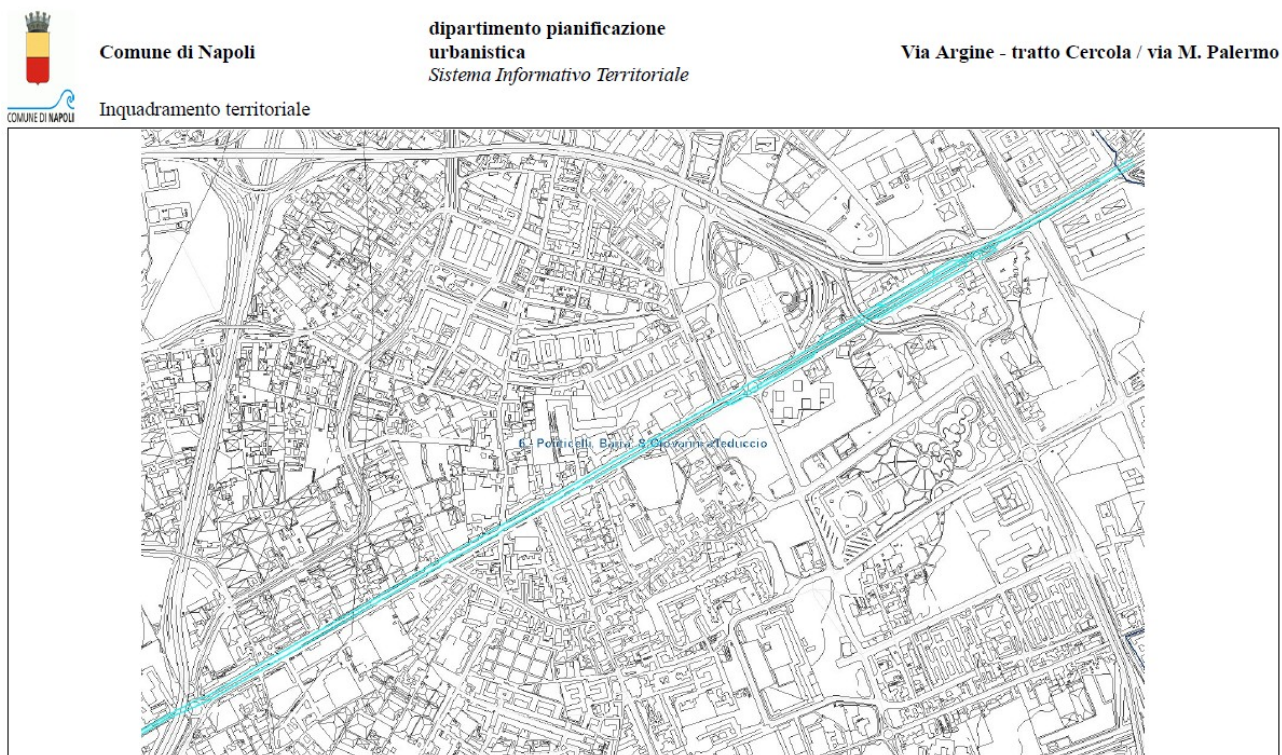 Comune di Napoli
dipartimento pianificazione
urbanistica
Sistema Informativo Territoriale
Via Argine - tratto Cercola / via M. Palermo
COMUNE DI NAPOLI
Inquadramento territoriale
6 - Ponticelli, Barra, S.Giovanni a Teduccio